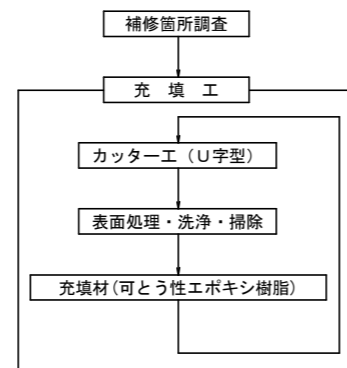 補修箇所調査
充　填　工
カッター工（U字型）
表面処理・洗浄・掃除
充填材(可とう性エポキシ樹脂)